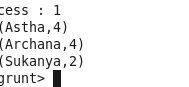 cess : 1
(Astha,4)
(Archana,4)
(Sukanya,2)
grunt>